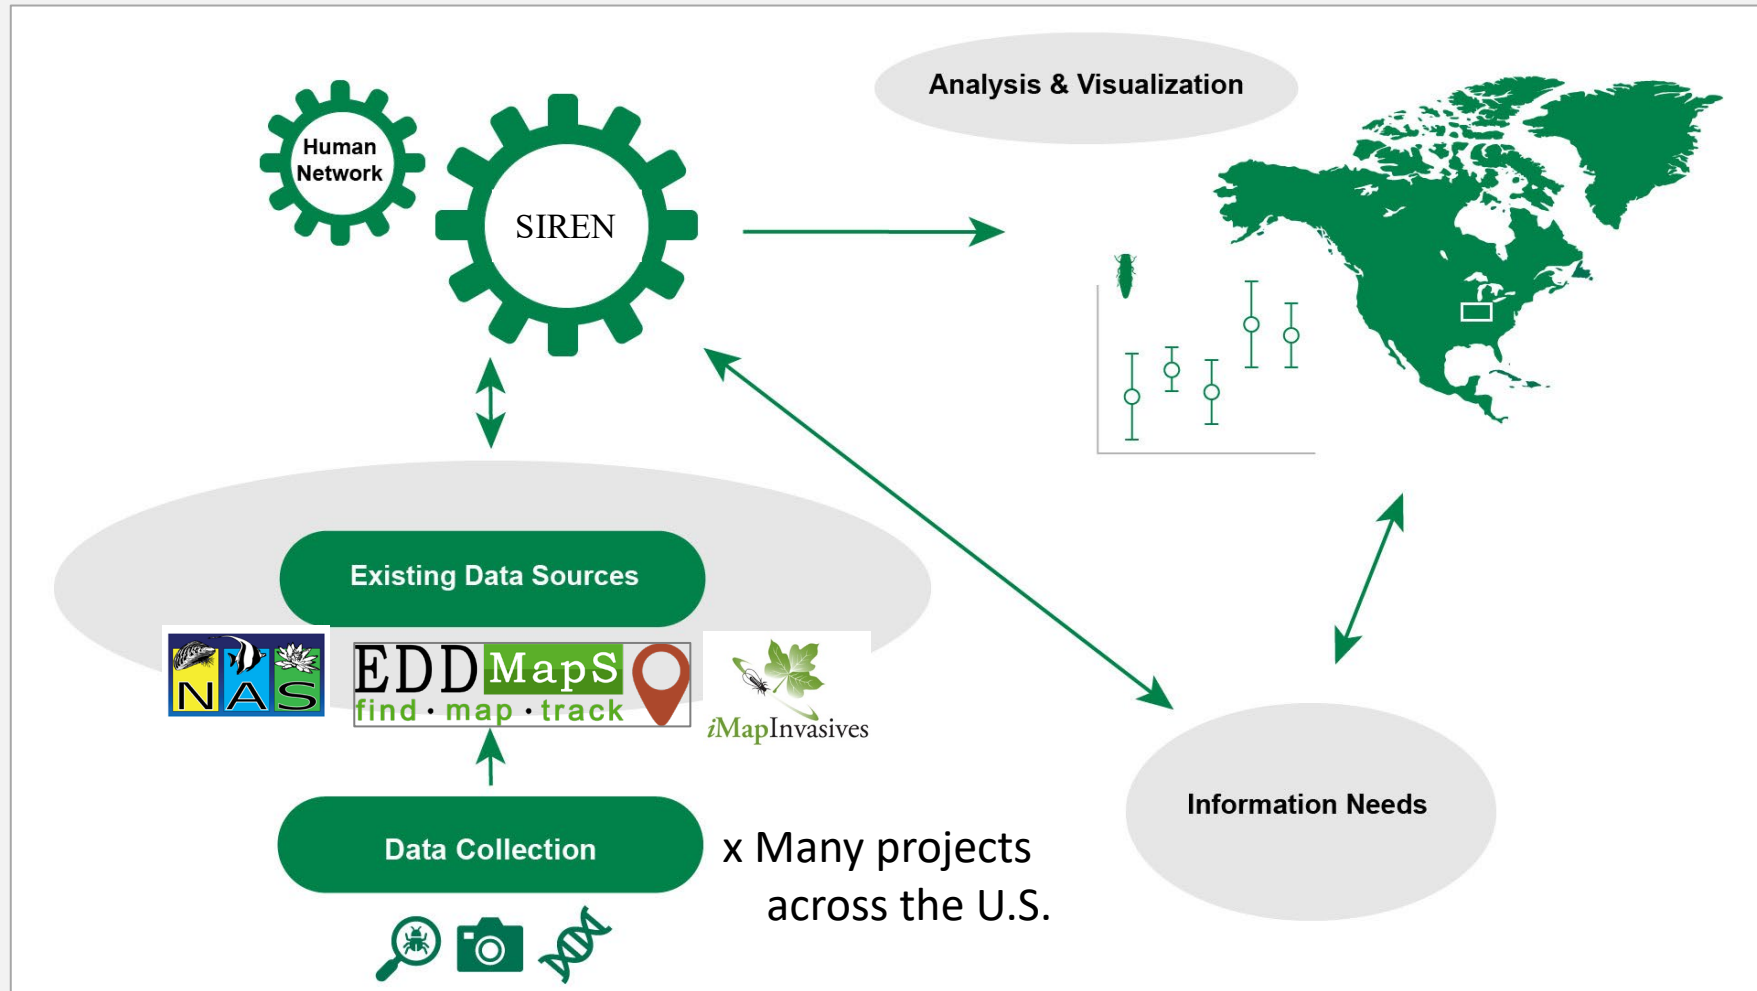 Analysis & Visualization
Human
Network
SIREN
Existing Data Sources
NAS
EDDMapS
find · map · track
iMapInvasives
Information Needs
Data Collection
x Many projects
across the U.S.